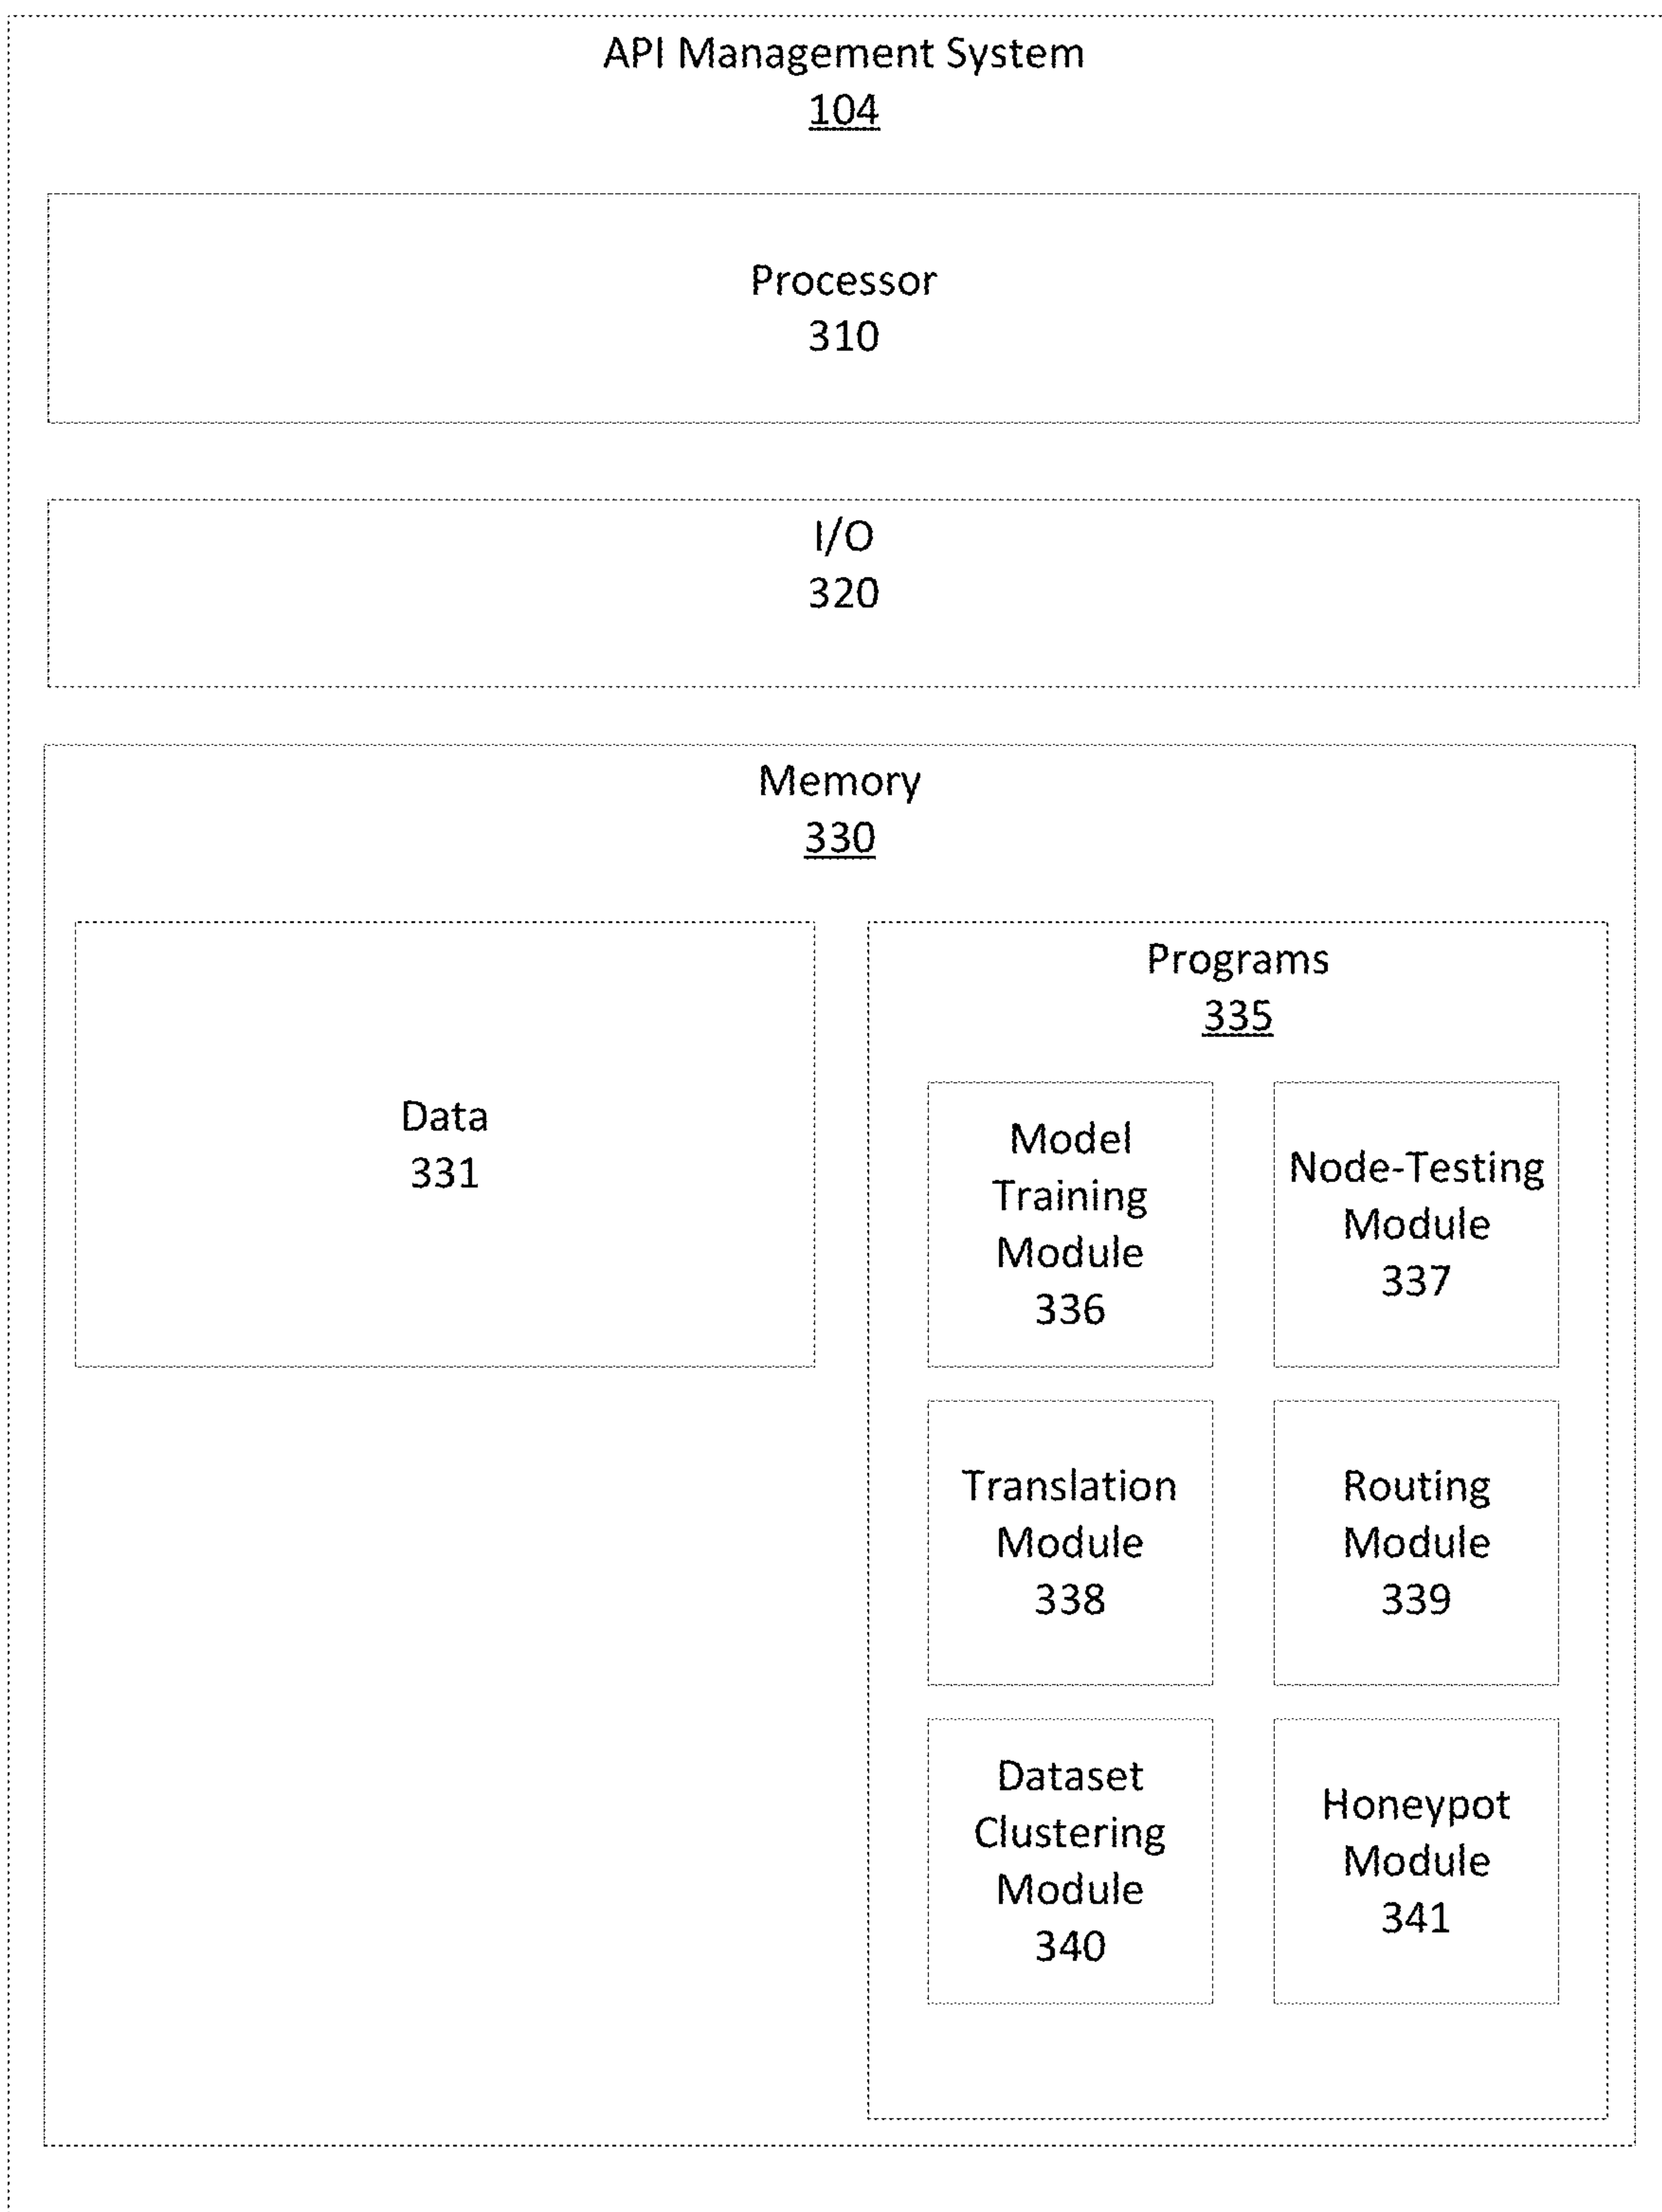 API Management System
104
Processor
310
I/O
320
Memory
330
Data
331
Programs
335
Model
Training
Module
336
Node-Testing
Module
337
Translation
Module
338
Routing
Module
339
Dataset
Clustering
Module
340
Honeypot
Module
341